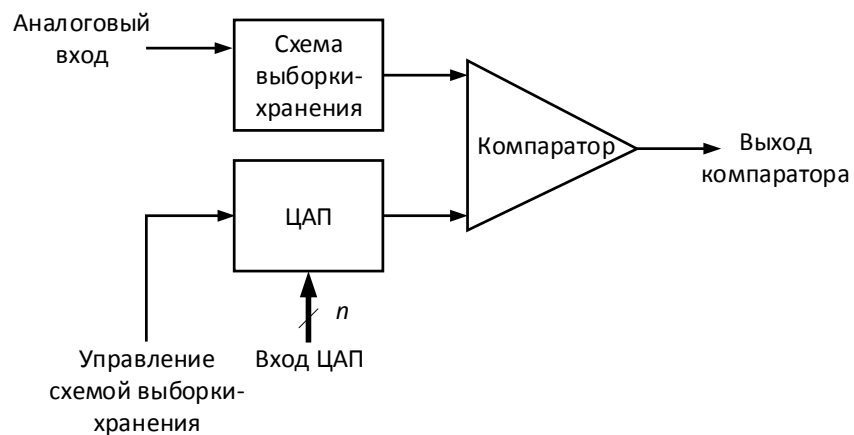 Аналоговый
вход
Схема
выборки-
хранения
Компаратор
Выход
компаратора
ЦАП
n
Управление
схемой выборки-
хранения
Вход ЦАП